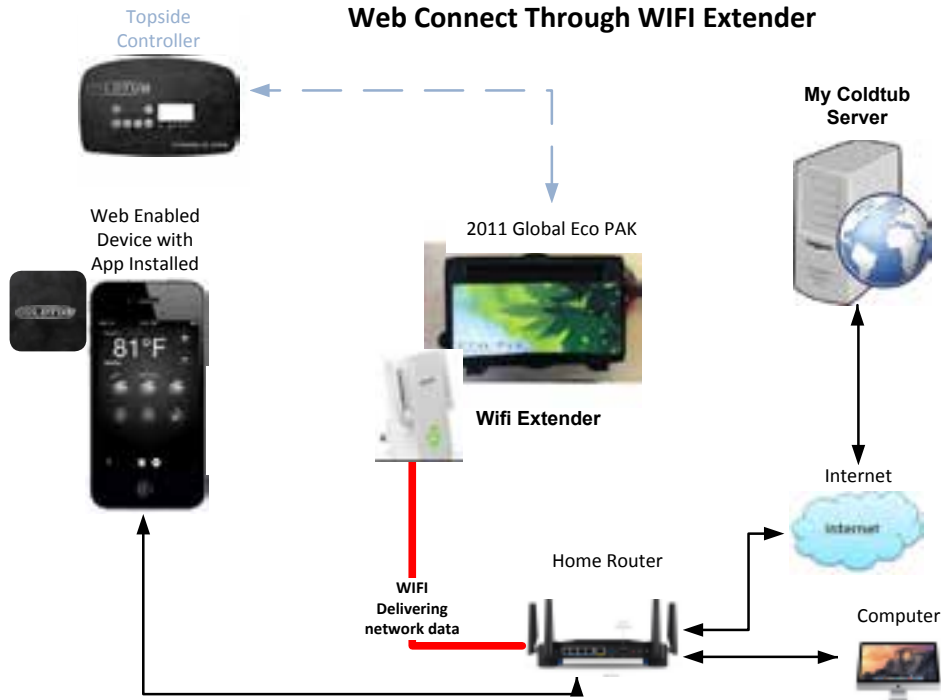 Web Connect Through WIFI Extender
Topside
Controller
My Coldtub
Server
Web Enabled
Device with
App Installed
2011 Global Eco PAK
COLDTUB
81°F
Wifi Extender
Internet
Internet
Home Router
WIFI
Delivering
network data
Computer